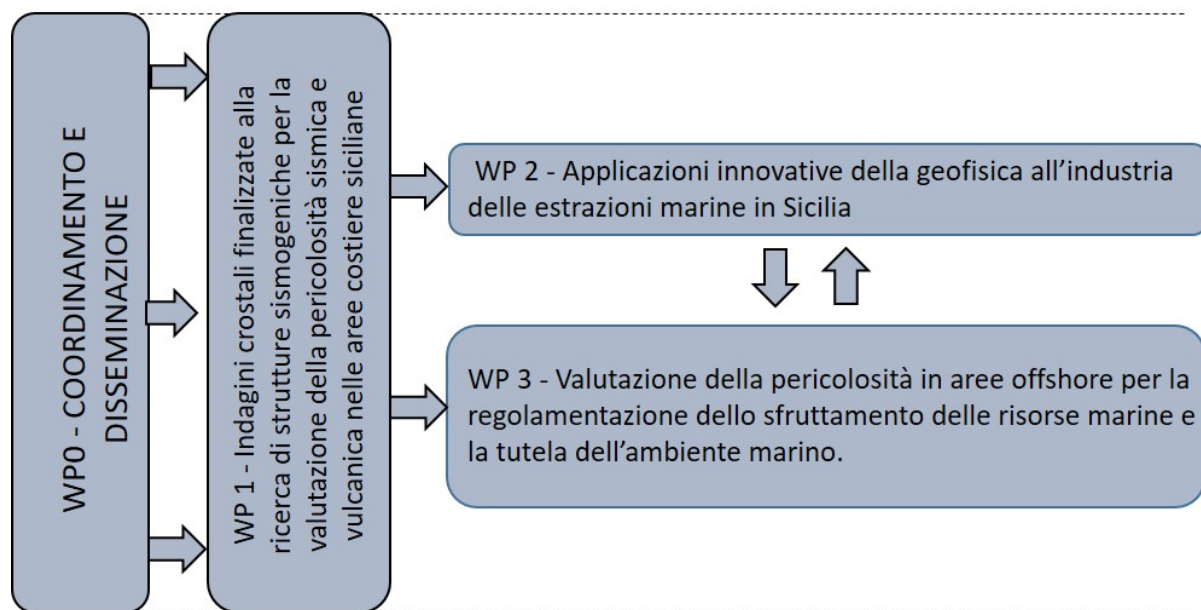 WP0 - COORDINAMENTO E
DISSEMINAZIONE
WP 1 - Indagini crostali finalizzate alla
ricerca di strutture sismogeniche per la
valutazione della pericolosità sismica e
vulcanica nelle aree costiere siciliane
WP 2 - Applicazioni innovative della geofisica all’industria
delle estrazioni marine in Sicilia
WP 3 - Valutazione della pericolosità in aree offshore per la
regolamentazione dello sfruttamento delle risorse marine e
la tutela dell’ambiente marino.